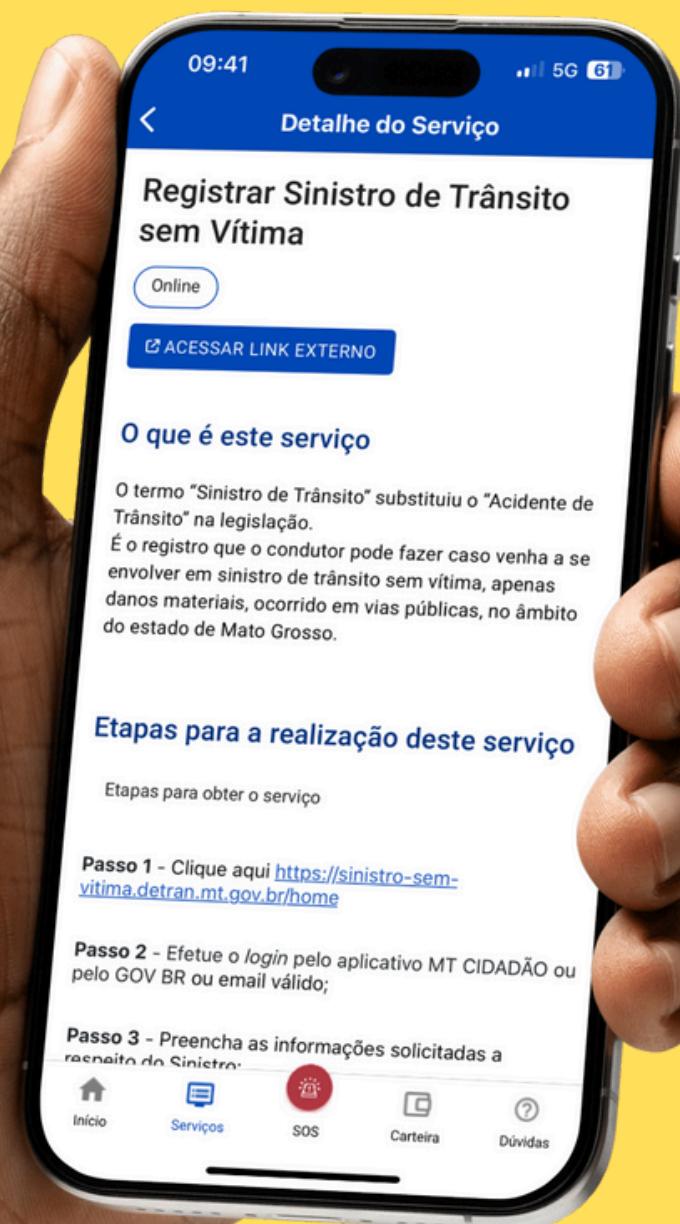 09:41
5G 61
Detalhe do Serviço
Registrar Sinistro de Trânsito
sem Vítima
Online
ACESSAR LINK EXTERNO
O que é este serviço
O termo “Sinistro de Trânsito” substituiu o “Acidente de
Trânsito” na legislação.
É o registro que o condutor pode fazer caso venha a se
envolver em sinistro de trânsito sem vítima, apenas
danos materiais, ocorrido em vias públicas, no âmbito
do estado de Mato Grosso.
Etapas para a realização deste serviço
Etapas para obter o serviço
Passo 1 - Clique aqui https://sinistro-sem-
vitima.detran.mt.gov.br/home
Passo 2 - Efetue o login pelo aplicativo MT CIDADÃO ou
pelo GOV BR ou email válido;
Passo 3 - Preencha as informações solicitadas a
respeito do Sinistro;
Início
Serviços
SOS
Carteira
Dúvidas